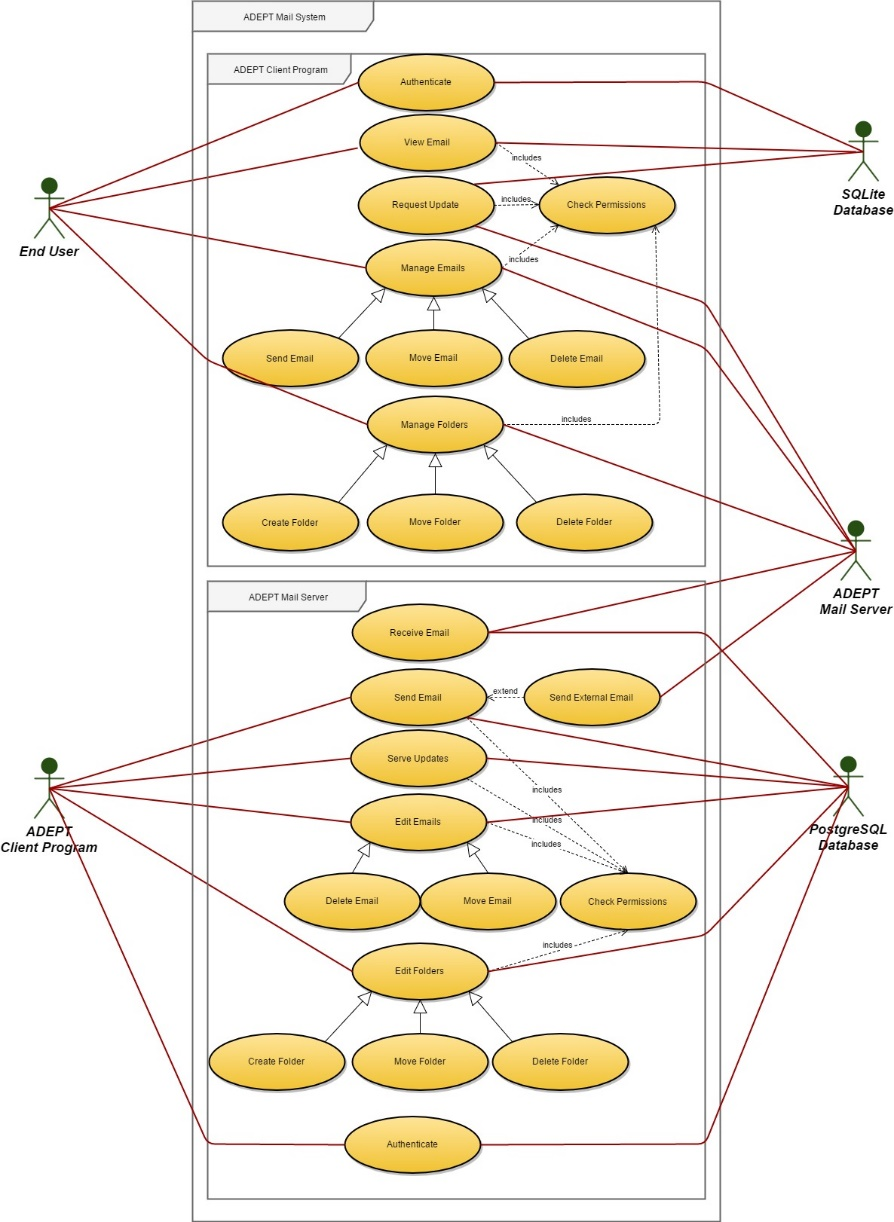 ADEPT Mail System
ADEPT Client Program
Authenticate
View Email
includes
SQLite
Database
Request Update
includes
Check Permissions
End User
Manage Emails
includes
Send Email
Move Email
Delete Email
Manage Folders
includes
Create Folder
Move Folder
Delete Folder
ADEPT
Mail Server
ADEPT Mail Server
Receive Email
Send Email
extend
Send External Email
Serve Updates
includes
Edit Emails
includes
includes
ADEPT
Client Program
PostgreSQL
Database
Delete Email
Move Email
Check Permissions
includes
Edit Folders
Create Folder
Move Folder
Delete Folder
Authenticate